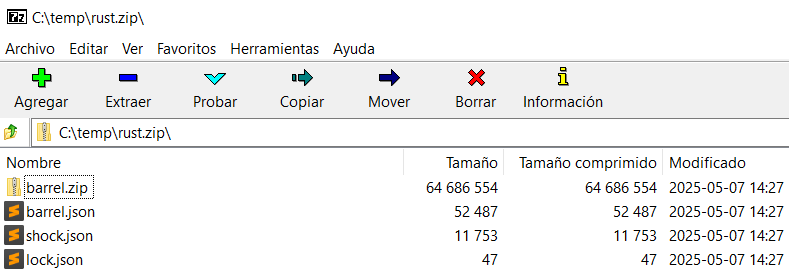 7z C:\temp\rust.zip\
Archivo Editar Ver Favoritos Herramientas Ayuda
Agregar Extraer Probar Copiar Mover Borrar Información
C:\temp\rust.zip\
Nombre Tamaño Tamaño comprimido Modificado
barrel.zip 64 686 554 64 686 554 2025-05-07 14:27
barrel.json 52 487 52 487 2025-05-07 14:27
shock.json 11 753 11 753 2025-05-07 14:27
lock.json 47 47 2025-05-07 14:27